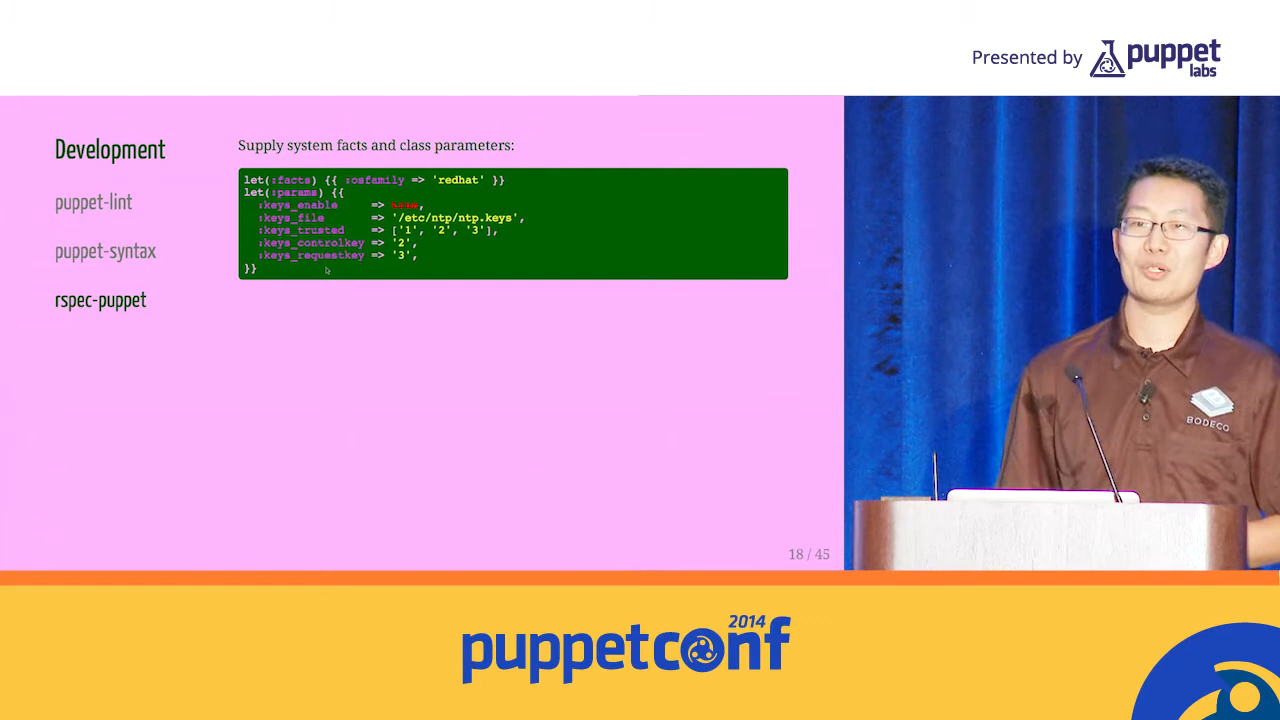 Presented by puppet labs
Development
puppet-lint
puppet-syntax
rspec-puppet
Supply system facts and class parameters:
let(:facts) {{ :osfamily => 'redhat' }}
let(:params) {{
:keys_enable => ,
:keys_file => '/etc/ntp/ntp.keys',
:keys_trusted => ['1', '2', '3'],
:keys_controlkey => '2',
:keys_requestkey => '3',
}}
18 / 45
BODECO
puppetconf 2014